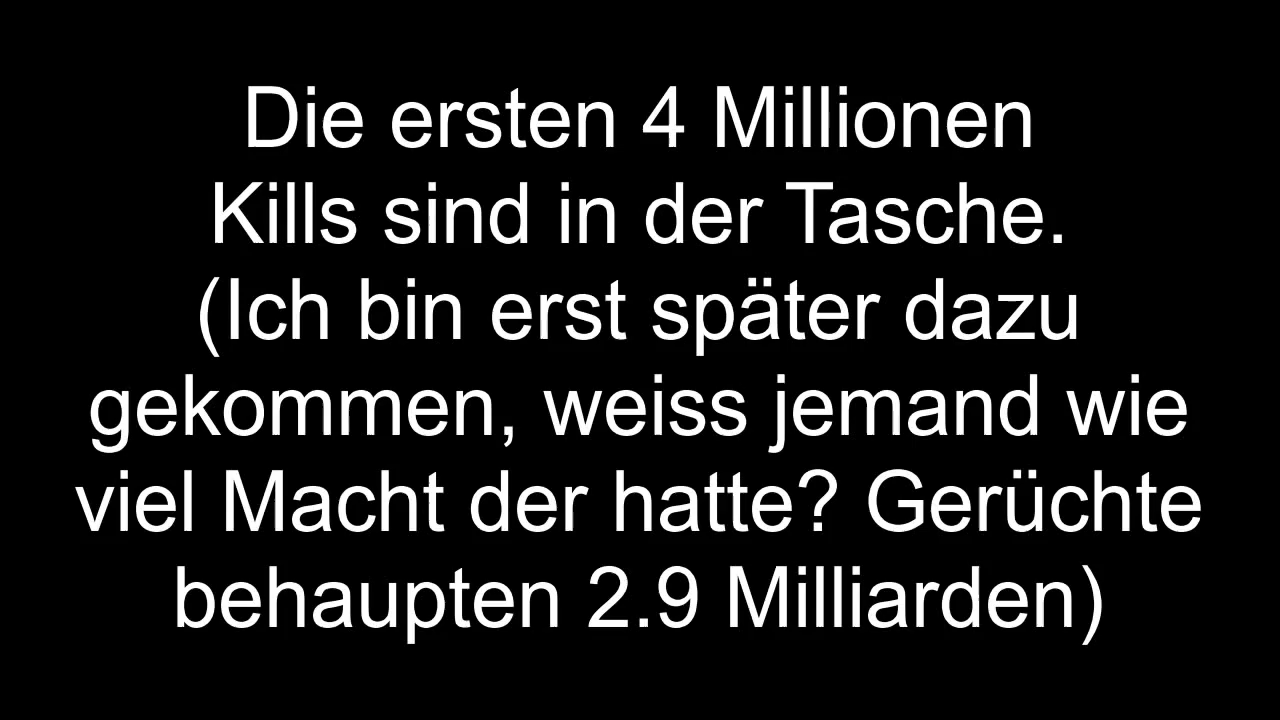 Die ersten 4 Millionen
Kills sind in der Tasche.
(Ich bin erst später dazu
gekommen, weiss jemand wie
viel Macht der hatte? Gerüchte
behaupten 2.9 Milliarden)